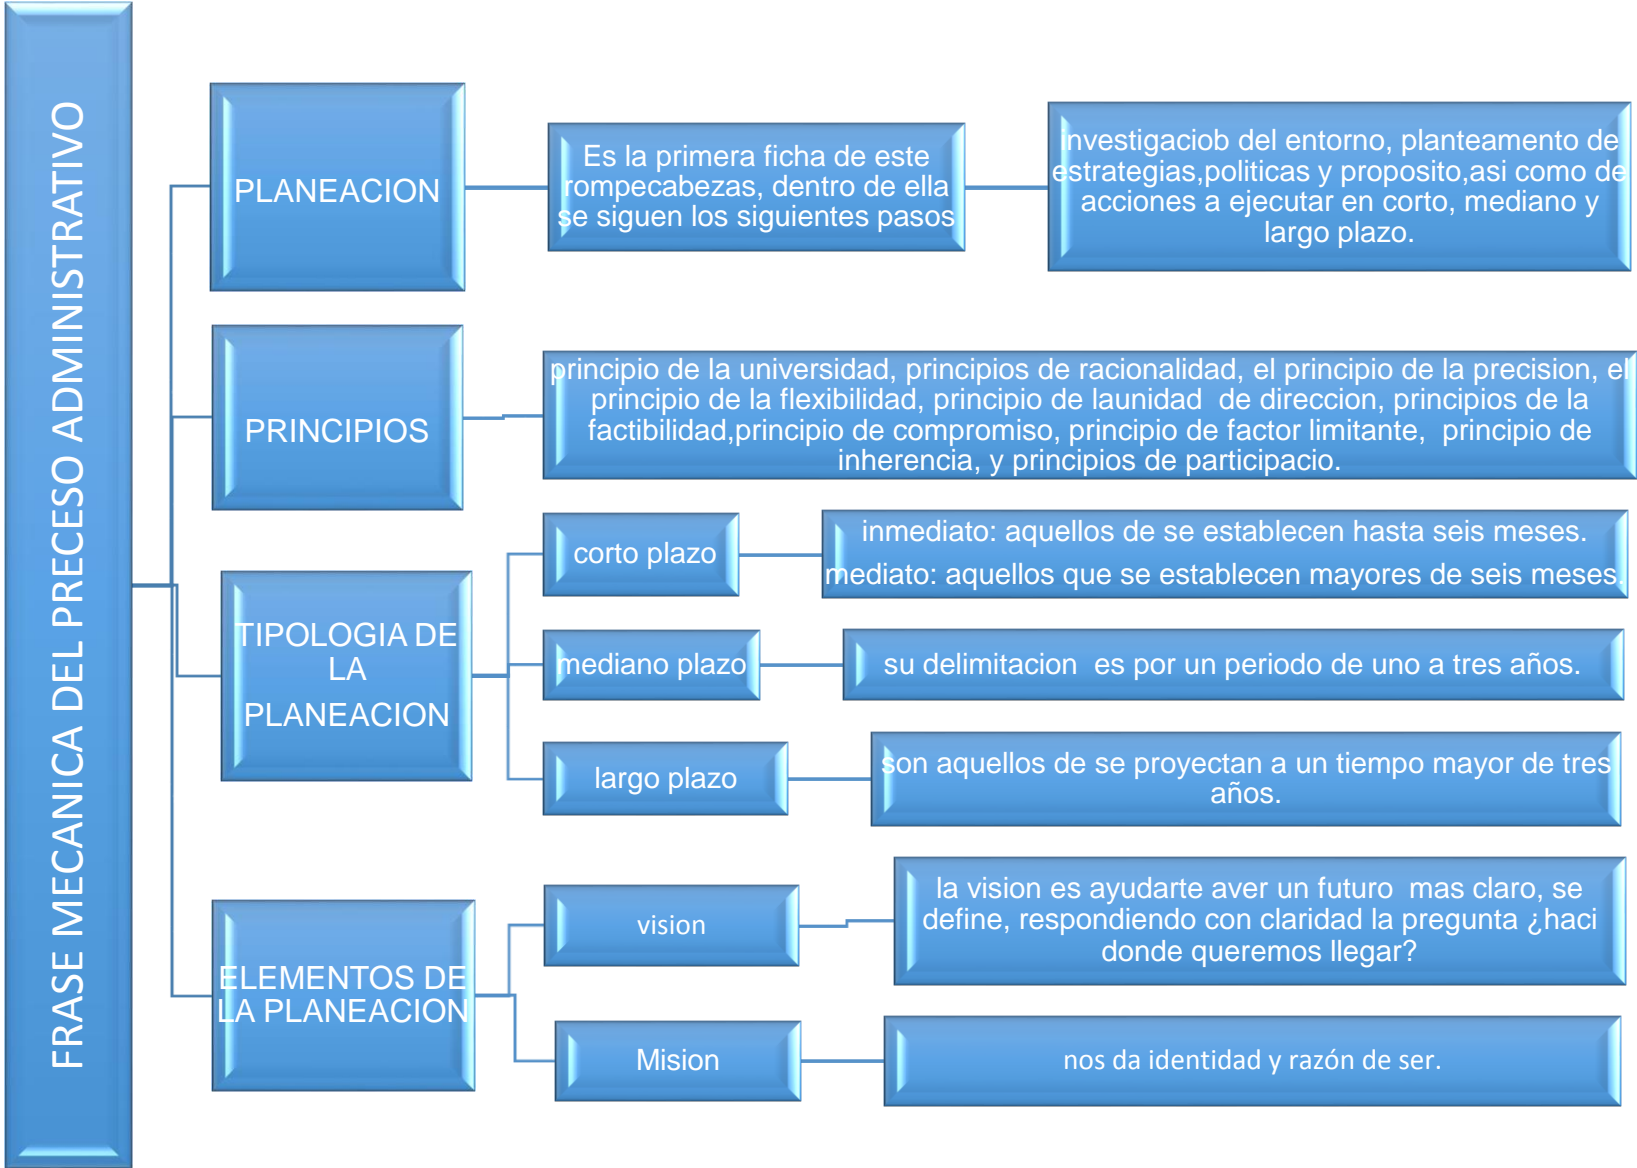 FRASE MECANICA DEL PRECESO ADMINISTRATIVO
PLANEACION
Es la primera ficha de este
rompecabezas, dentro de ella
se siguen los siguientes pasos
investigaciob del entorno, planteamento de
estrategias,politicas y proposito,asi como de
acciones a ejecutar en corto, mediano y
largo plazo.
PRINCIPIOS
principio de la universidad, principios de racionalidad, el principio de la precision, el
principio de la flexibilidad, principio de launidad de direccion, principios de la
factibilidad,principio de compromiso, principio de factor limitante, principio de
inherencia, y principios de participacio.
TIPOLOGIA DE
LA
PLANEACION
corto plazo
inmediato: aquellos de se establecen hasta seis meses.
mediato: aquellos que se establecen mayores de seis meses.
mediano plazo
su delimitacion es por un periodo de uno a tres años.
largo plazo
son aquellos de se proyectan a un tiempo mayor de tres
años.
ELEMENTOS DE
LA PLANEACION
vision
la vision es ayudarte aver un futuro mas claro, se
define, respondiendo con claridad la pregunta ¿haci
donde queremos llegar?
Mision
nos da identidad y razón de ser.